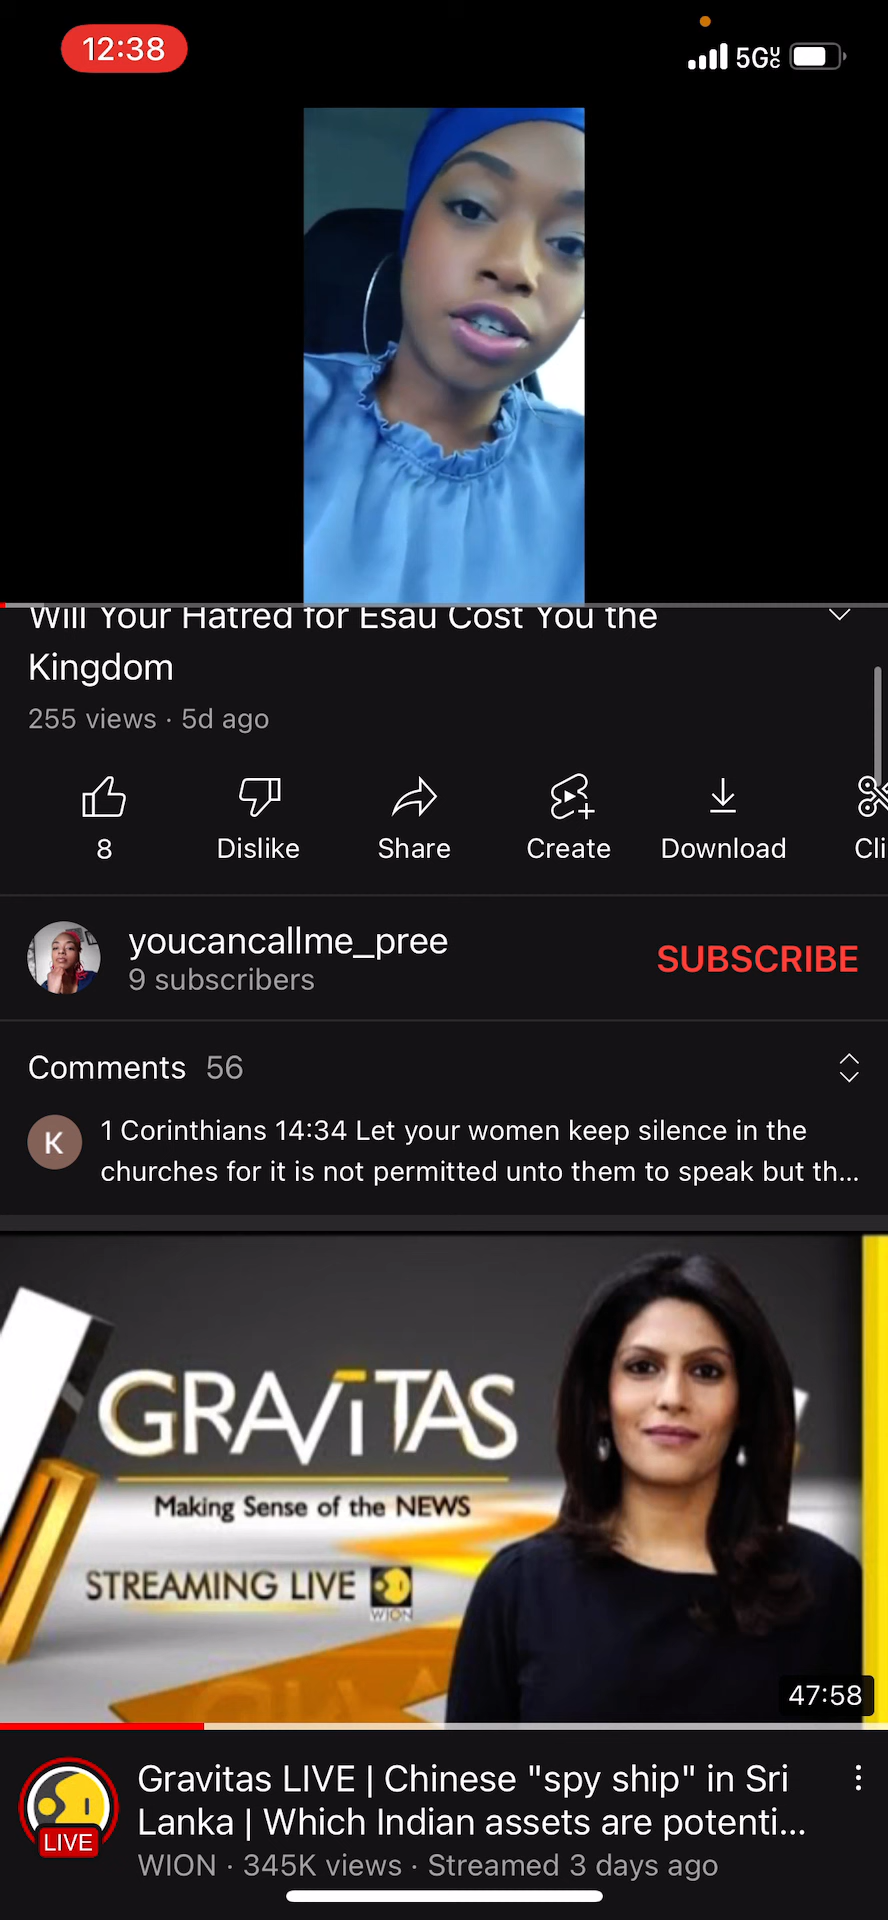 12:38
5G UC
Will Your Hatred for Esau Cost You the
Kingdom
255 views · 5d ago
8
Dislike
Share
Create
Download
Cli
youcancallme_pree
9 subscribers
SUBSCRIBE
Comments 56
K
1 Corinthians 14:34 Let your women keep silence in the
churches for it is not permitted unto them to speak but th...
GRAVITAS
Making Sense of the NEWS
STREAMING LIVE
WION
47:58
LIVE
Gravitas LIVE | Chinese "spy ship" in Sri
Lanka | Which Indian assets are potenti...
WION · 345K views · Streamed 3 days ago